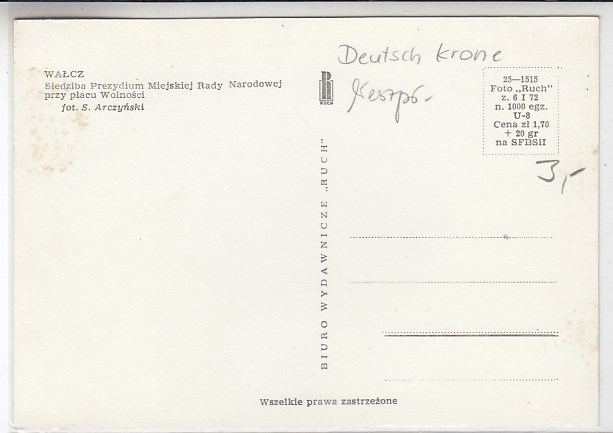 WAŁCZ
Siedziba Prezydium Miejskiej Rady Narodowej
przy placu Wolności
fot. S. Arczyński
RUCH
BIURO WYDAWNICZE „RUCH"
Deutsch Krone
25—1515
Foto „Ruch"
z. 6 I 72
n. 1000 egz.
U-8
Cena zł 1,70
+ 20 gr
na SFBSiI
3,-
Wszelkie prawa zastrzeżone